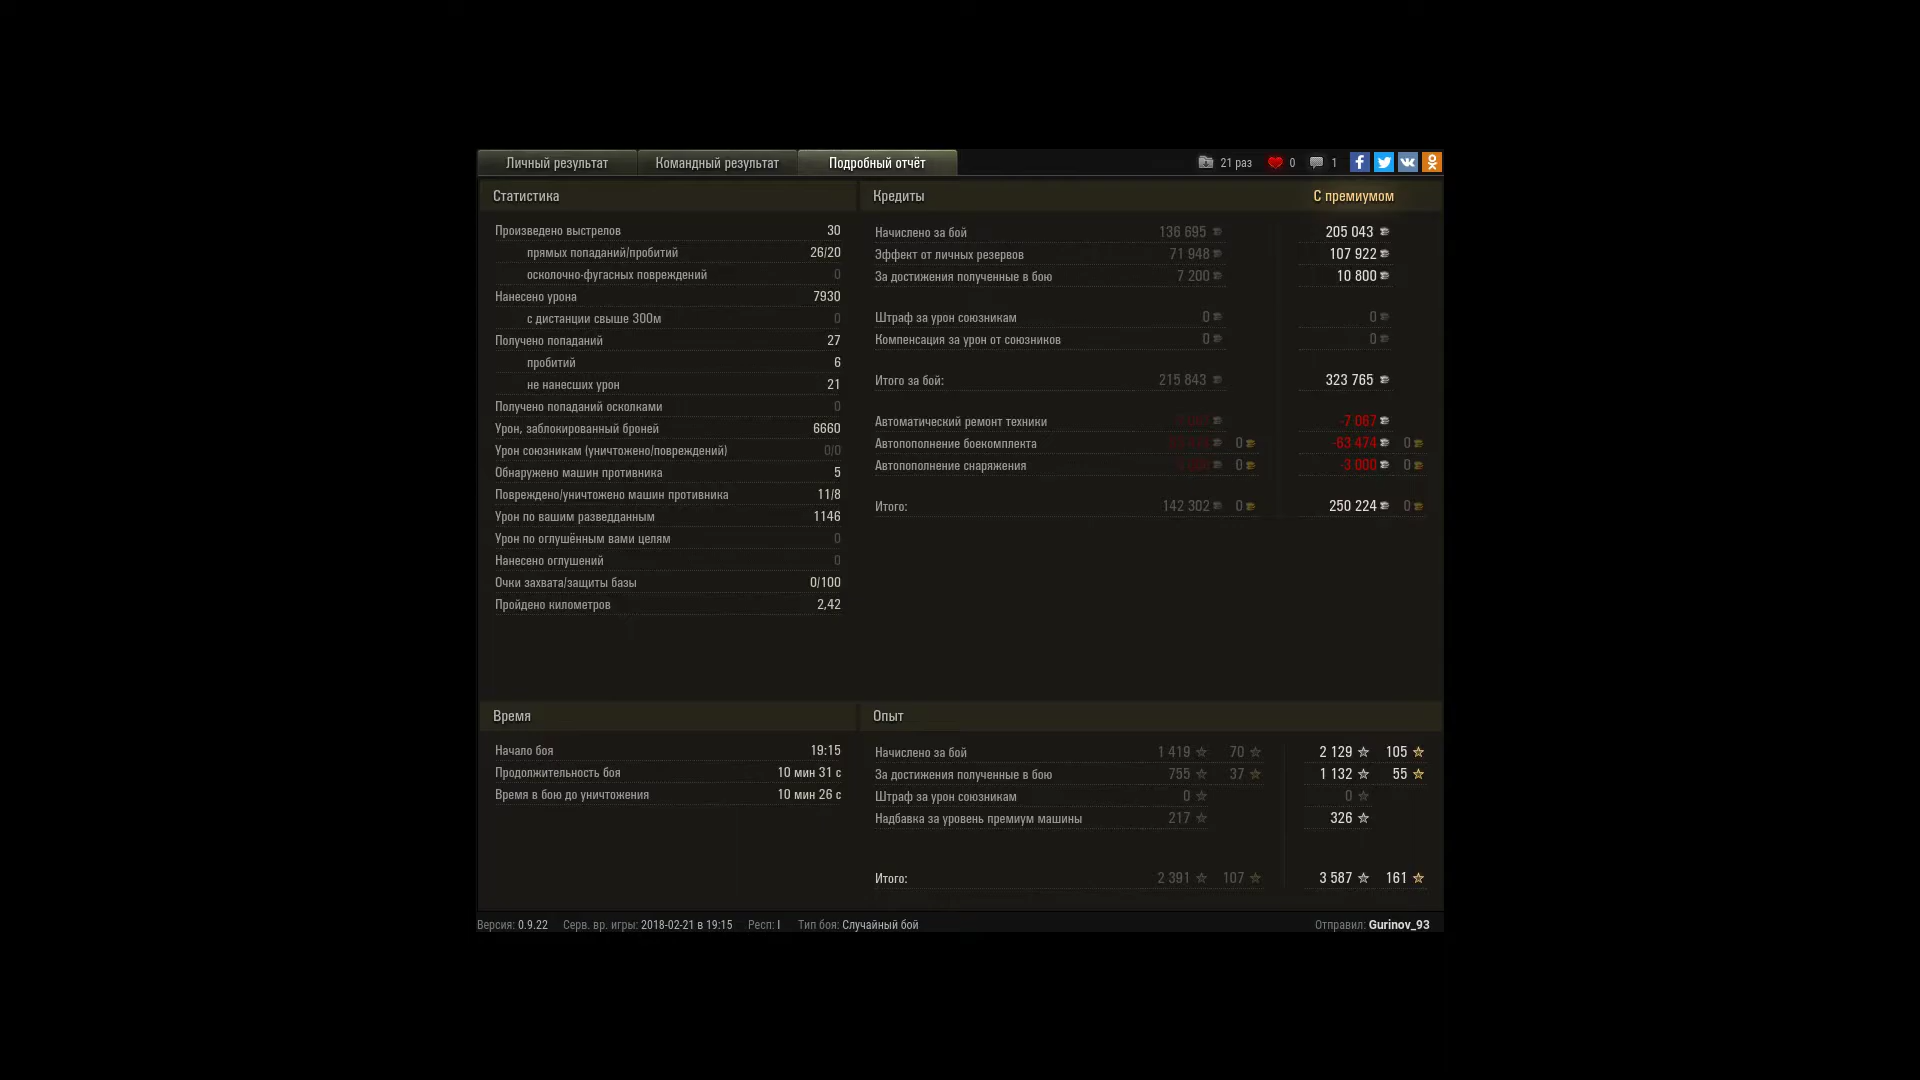 Личный результат Командный результат Подробный отчёт 21 раз 0 1
Статистика
Произведено выстрелов 30
прямых попаданий/пробитий 26/20
осколочно-фугасных повреждений 0
Нанесено урона 7930
с дистанции свыше 300м 0
Получено попаданий 27
пробитий 6
не нанесших урон 21
Получено попаданий осколками 0
Урон, заблокированный броней 6660
Урон союзникам (уничтожено/повреждений) 0/0
Обнаружено машин противника 5
Повреждено/уничтожено машин противника 11/8
Урон по вашим разведданным 1146
Урон по оглушённым вами целям 0
Нанесено оглушений 0
Очки захвата/защиты базы 0/100
Пройдено километров 2,42
Кредиты С премиумом
Начислено за бой 136 695 205 043
Эффект от личных резервов 71 948 107 922
За достижения полученные в бою 7 200 10 800
Штраф за урон союзникам 0 0
Компенсация за урон от союзников 0 0
Итого за бой: 215 843 323 765
Автоматический ремонт техники -7 067
Автопополнение боекомплекта 0 -63 474 0
Автопополнение снаряжения 0 -3 000 0
Итого: 142 302 0 250 224 0
Время
Начало боя 19:15
Продолжительность боя 10 мин 31 с
Время в бою до уничтожения 10 мин 26 с
Опыт
Начислено за бой 1 419 70 2 129 105
За достижения полученные в бою 755 37 1 132 55
Штраф за урон союзникам 0 0
Надбавка за уровень премиум машины 217 326
Итого: 2 391 107 3 587 161
Версия: 0.9.22 Серв. вр. игры: 2018-02-21 в 19:15 Респ: I Тип боя: Случайный бой Отправил: Gurinov_93